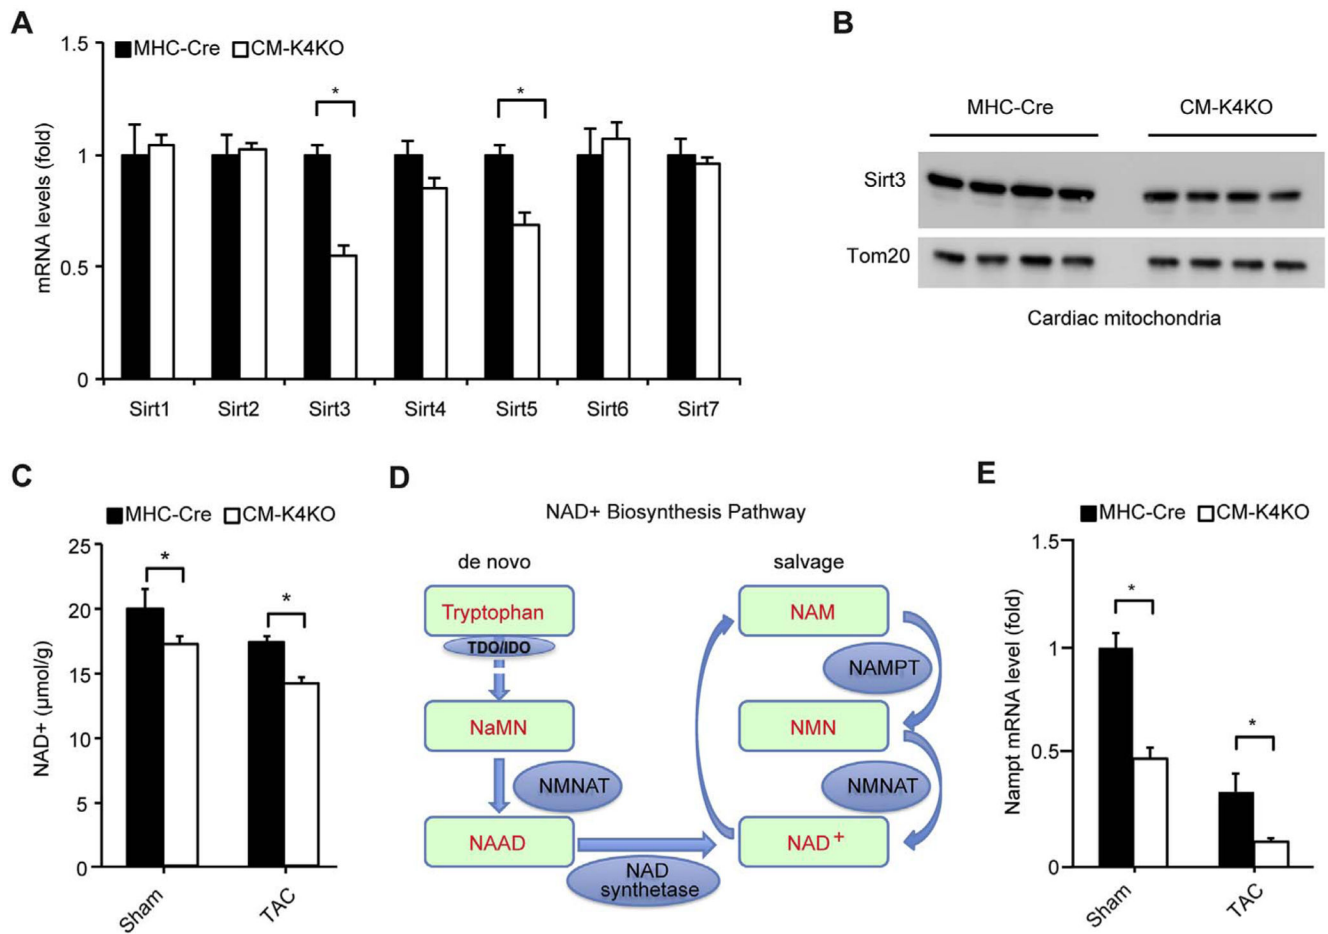 A
MHC-Cre CM-K4KO
mRNA levels (fold)
1.5
1
0.5
0
*
*
Sirt1 Sirt2 Sirt3 Sirt4 Sirt5 Sirt6 Sirt7
B
MHC-Cre CM-K4KO
Sirt3
Tom20
Cardiac mitochondria
C
MHC-Cre CM-K4KO
NAD+ (µmol/g)
25
20
15
10
5
0
*
*
Sham TAC
D
NAD+ Biosynthesis Pathway
de novo salvage
Tryptophan
TDO/IDO
NaMN
NMNAT
NAAD
NAD
synthetase
NAM
NAMPT
NMN
NMNAT
NAD+
E
MHC-Cre CM-K4KO
Nampt mRNA level (fold)
1.5
1
0.5
0
*
*
Sham TAC